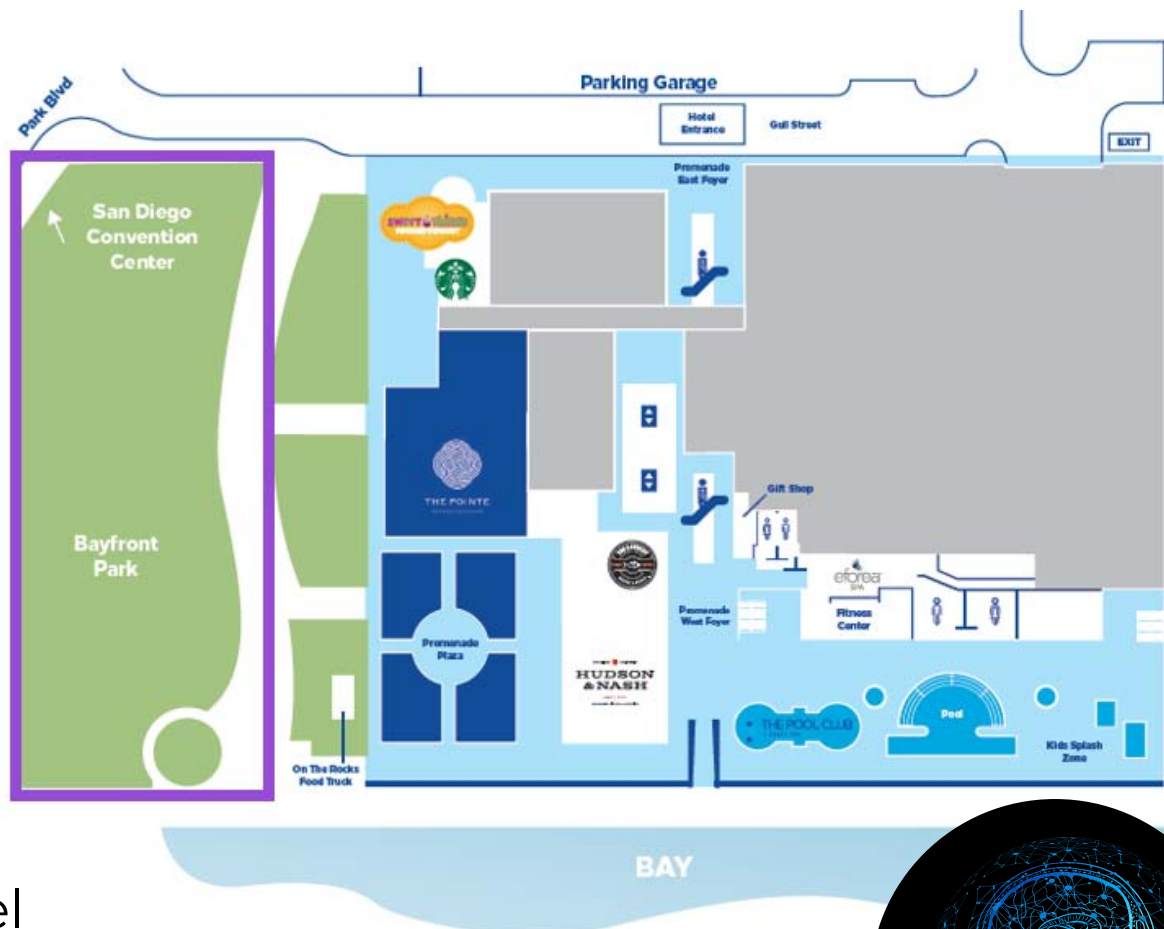 Park Blvd
Parking Garage
Hotel
Entrance
Gull Street
EXIT
Promenade
East Foyer
San Diego
Convention
Center
THE POINTE
Gift Shop
eforea
SPA
Fitness
Center
Bayfront
Park
Promenade
Plaza
Promenade
West Foyer
HUDSON
&NASH
THE POOL CLUB
Pool
Kids Splash
Zone
On The Rocks
Food Truck
BAY
el